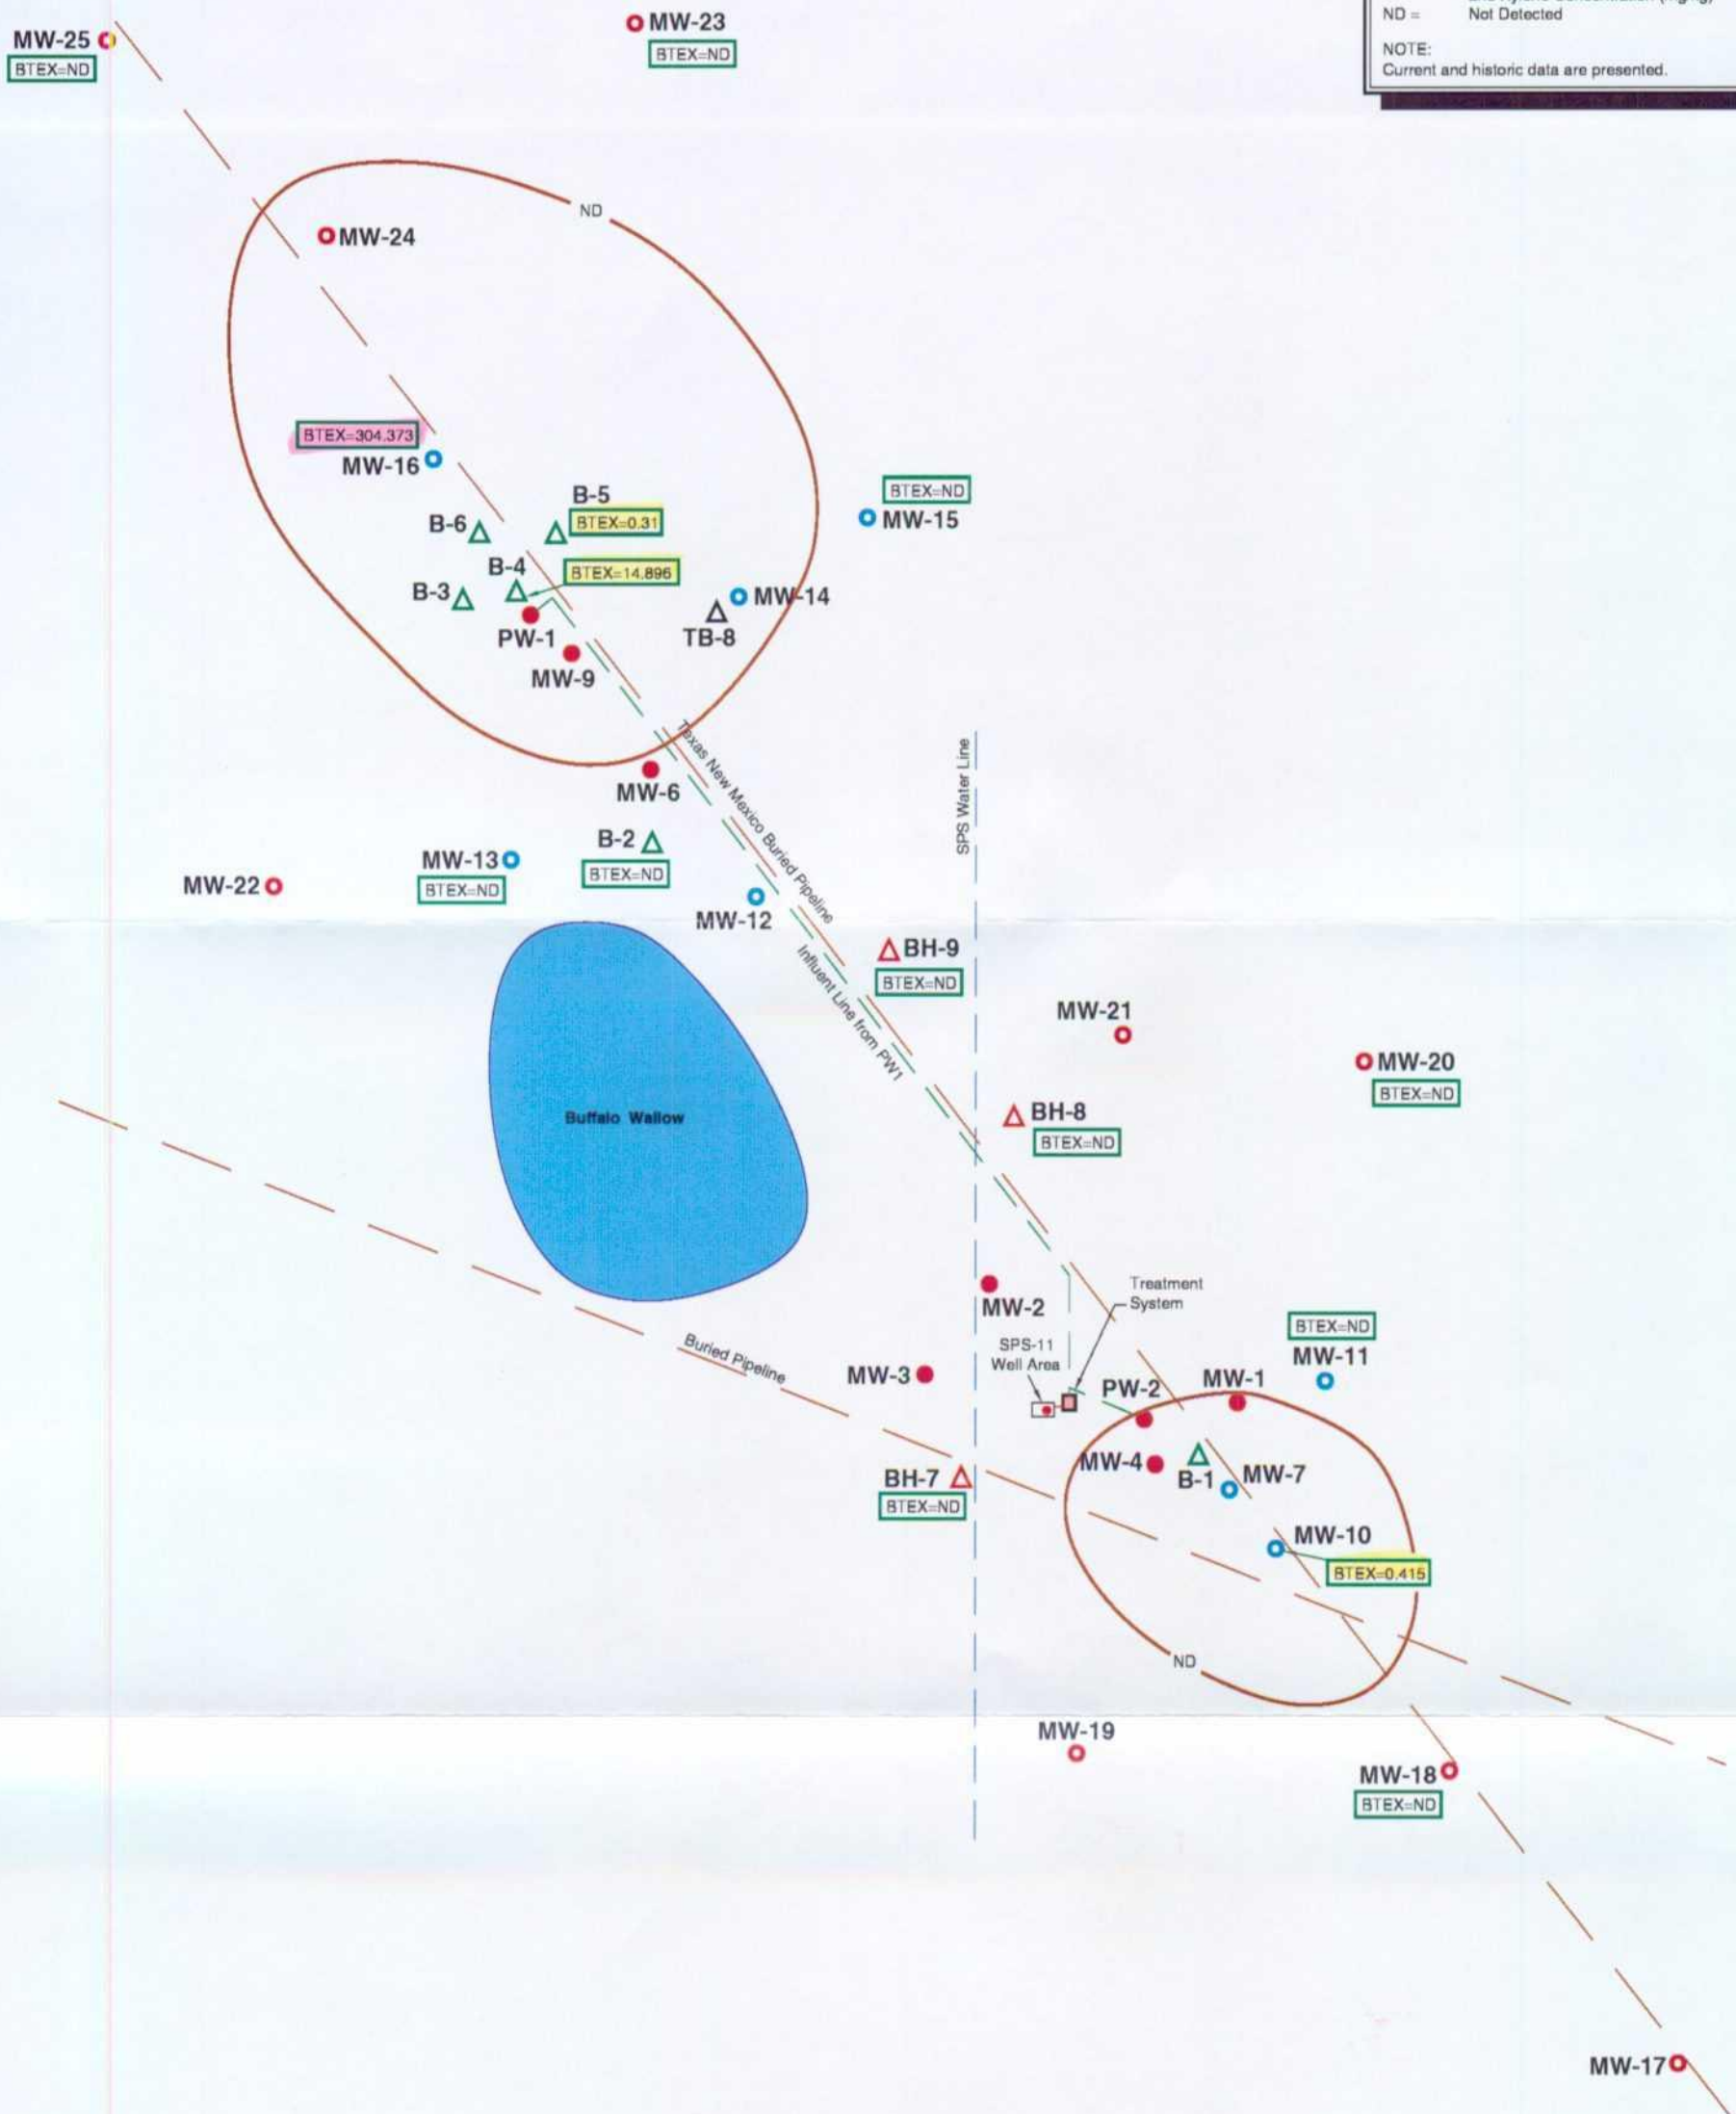 MW-23
BTEX=ND
MW-25
BTEX=ND
ND =
Not Detected
NOTE:
Current and historic data are presented.
ND
MW-24
BTEX=304.373
MW-16
B-5
BTEX=0.31
BTEX=ND
MW-15
B-6
B-4
BTEX=14.896
B-3
MW-14
PW-1
TB-8
MW-9
Texas New Mexico Buried Pipeline
SPS Water Line
MW-6
B-2
BTEX=ND
MW-13
BTEX=ND
MW-22
MW-12
BH-9
BTEX=ND
Influent Line from PW1
MW-21
MW-20
BTEX=ND
Buffalo Wallow
BH-8
BTEX=ND
Treatment
System
MW-2
BTEX=ND
MW-11
SPS-11
Well Area
Buried Pipeline
MW-3
PW-2
MW-1
MW-4
B-1
MW-7
BH-7
BTEX=ND
MW-10
BTEX=0.415
ND
MW-19
MW-18
BTEX=ND
MW-17